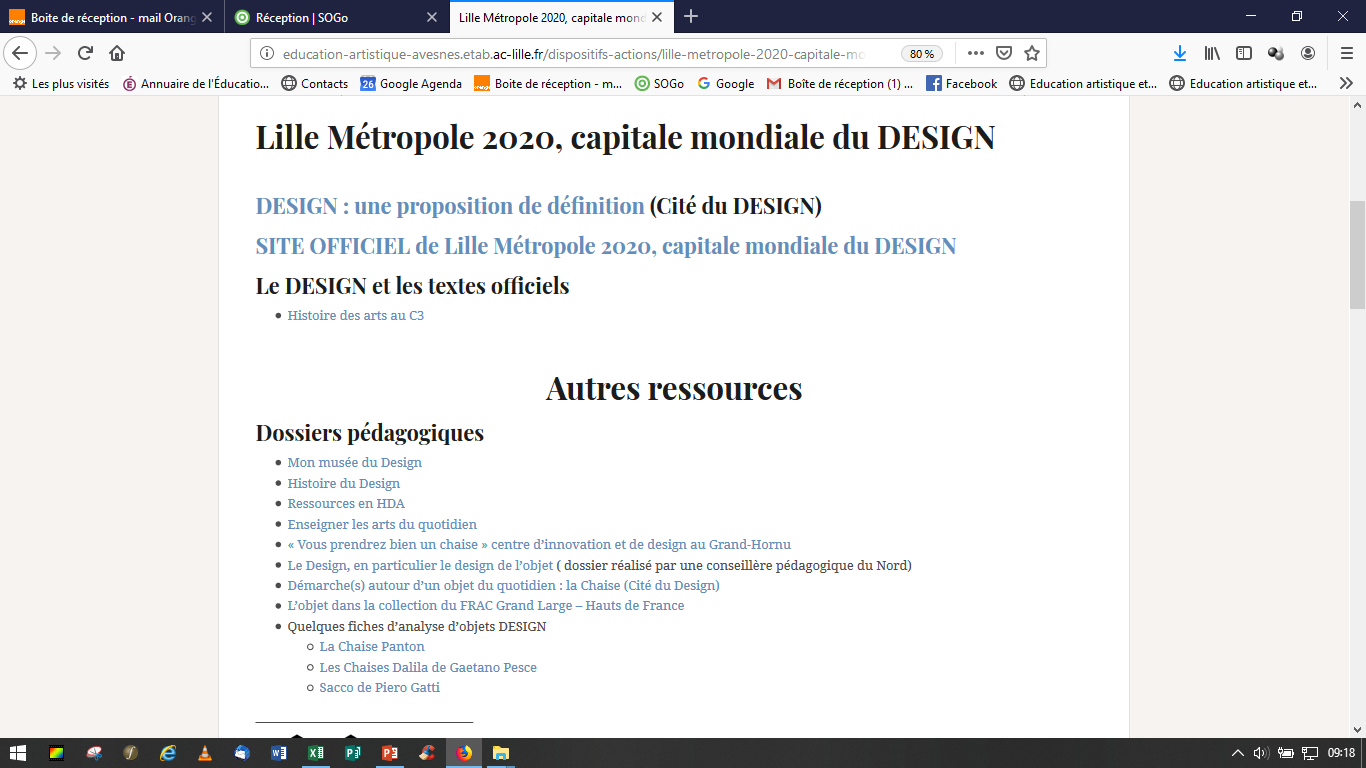 Boite de réception - mail Orang
Réception | SOGo
Lille Métropole 2020, capitale mond
education-artistique-avesnes.etab.ac-lille.fr/dispositifs-actions/lille-metropole-2020-capitale-mo
80 %
Les plus visités
Annuaire de l'Éducatio...
Contacts
26
Google Agenda
orange
Boite de réception - m...
SOGo
Google
Boîte de réception (1) ...
Facebook
Education artistique et...
Education artistique et...
Lille Métropole 2020, capitale mondiale du DESIGN
DESIGN : une proposition de définition (Cité du DESIGN)
SITE OFFICIEL de Lille Métropole 2020, capitale mondiale du DESIGN
Le DESIGN et les textes officiels
Histoire des arts au C3
Autres ressources
Dossiers pédagogiques
Mon musée du Design
Histoire du Design
Ressources en HDA
Enseigner les arts du quotidien
« Vous prendrez bien un chaise » centre d'innovation et de design au Grand-Hornu
Le Design, en particulier le design de l'objet ( dossier réalisé par une conseillère pédagogique du Nord)
Démarche(s) autour d'un objet du quotidien : la Chaise (Cité du Design)
L'objet dans la collection du FRAC Grand Large – Hauts de France
Quelques fiches d'analyse d'objets DESIGN
La Chaise Panton
Les Chaises Dalila de Gaetano Pesce
Sacco de Piero Gatti
09:18